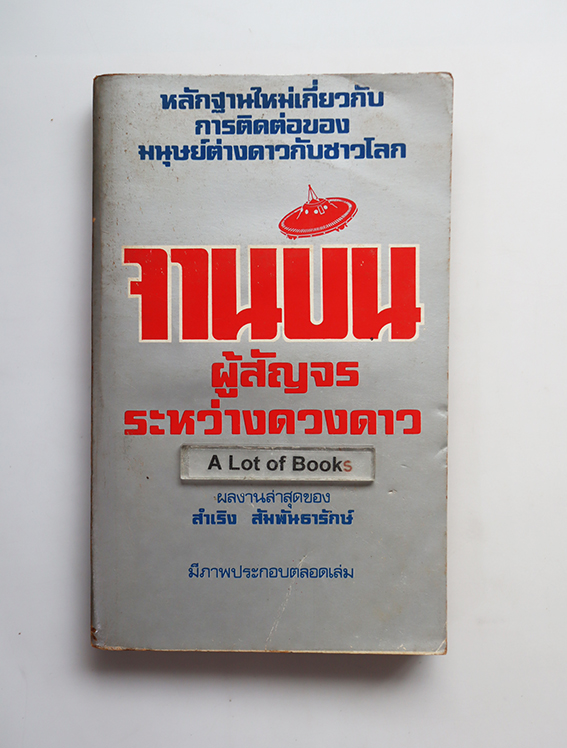 หลักฐานใหม่เกี่ยวกับ
การติดต่อของ
มนุษย์ต่างดาวกับชาวโลก
จานบิน
ผู้สัญจร
ระหว่างดวงดาว
A Lot of Books
ผลงานล่าสุดของ
สำเริง สัมพันธารักษ์
มีภาพประกอบตลอดเล่ม